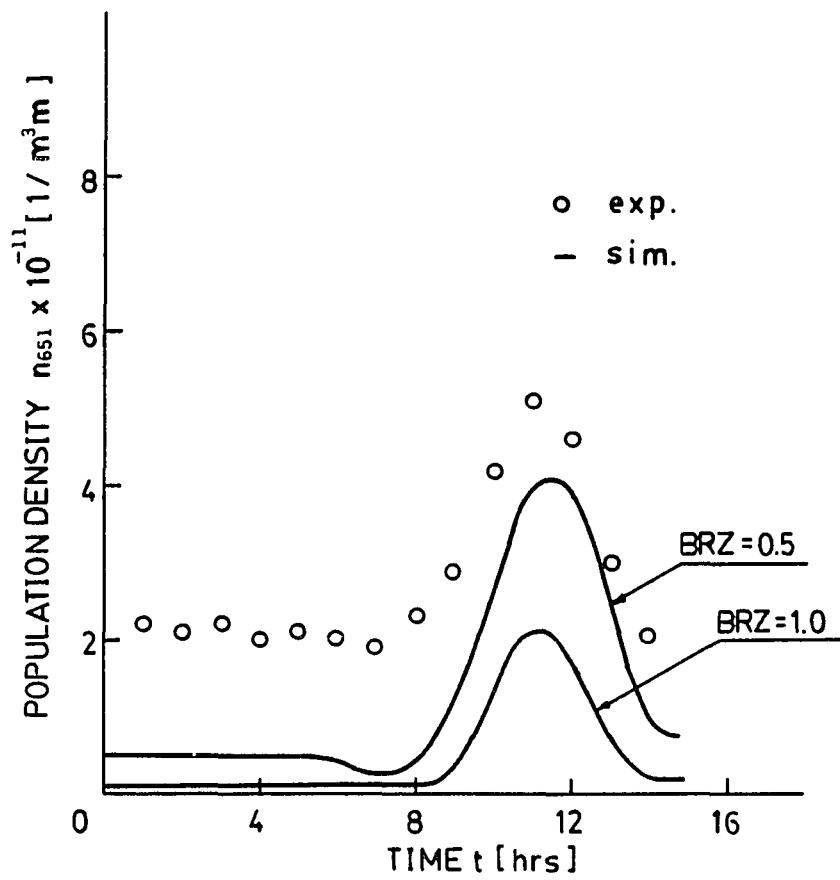 POPULATION DENSITY n651 x 10^-11 [1/m³m]
8
6
4
2
0
4
8
12
16
TIME t [hrs]
o exp.
— sim.
BRZ=0.5
BRZ=1.0